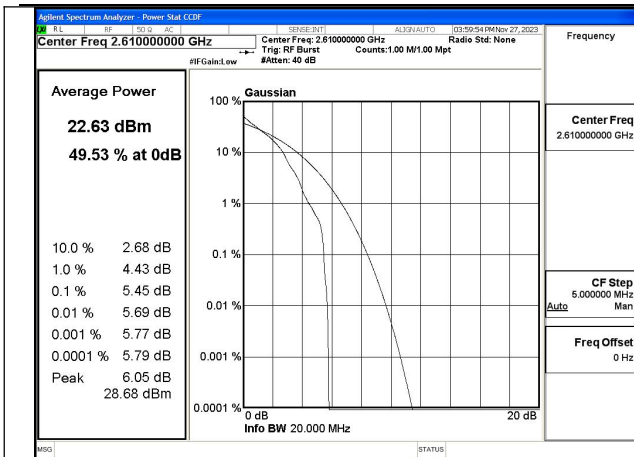 Agilent Spectrum Analyzer - Power Stat CCDF
RL RF 50 Ω AC SENSE:INT ALIGN AUTO 03:59:54 PM Nov 27, 2023
Center Freq 2.610000000 GHz Center Freq: 2.610000000 GHz Radio Std: None
Trig: RF Burst Counts:1.00 M/1.00 Mpt
#IFGain:Low #Atten: 40 dB
Frequency
Average Power
22.63 dBm
49.53 % at 0dB
10.0 % 2.68 dB
1.0 % 4.43 dB
0.1 % 5.45 dB
0.01 % 5.69 dB
0.001 % 5.77 dB
0.0001 % 5.79 dB
Peak 6.05 dB
28.68 dBm
Gaussian
100 %
10 %
1 %
0.1 %
0.01 %
0.001 %
0.0001 %
0 dB 20 dB
Info BW 20.000 MHz
Center Freq
2.610000000 GHz
CF Step
5.000000 MHz
Auto Man
Freq Offset
0 Hz
MSG STATUS